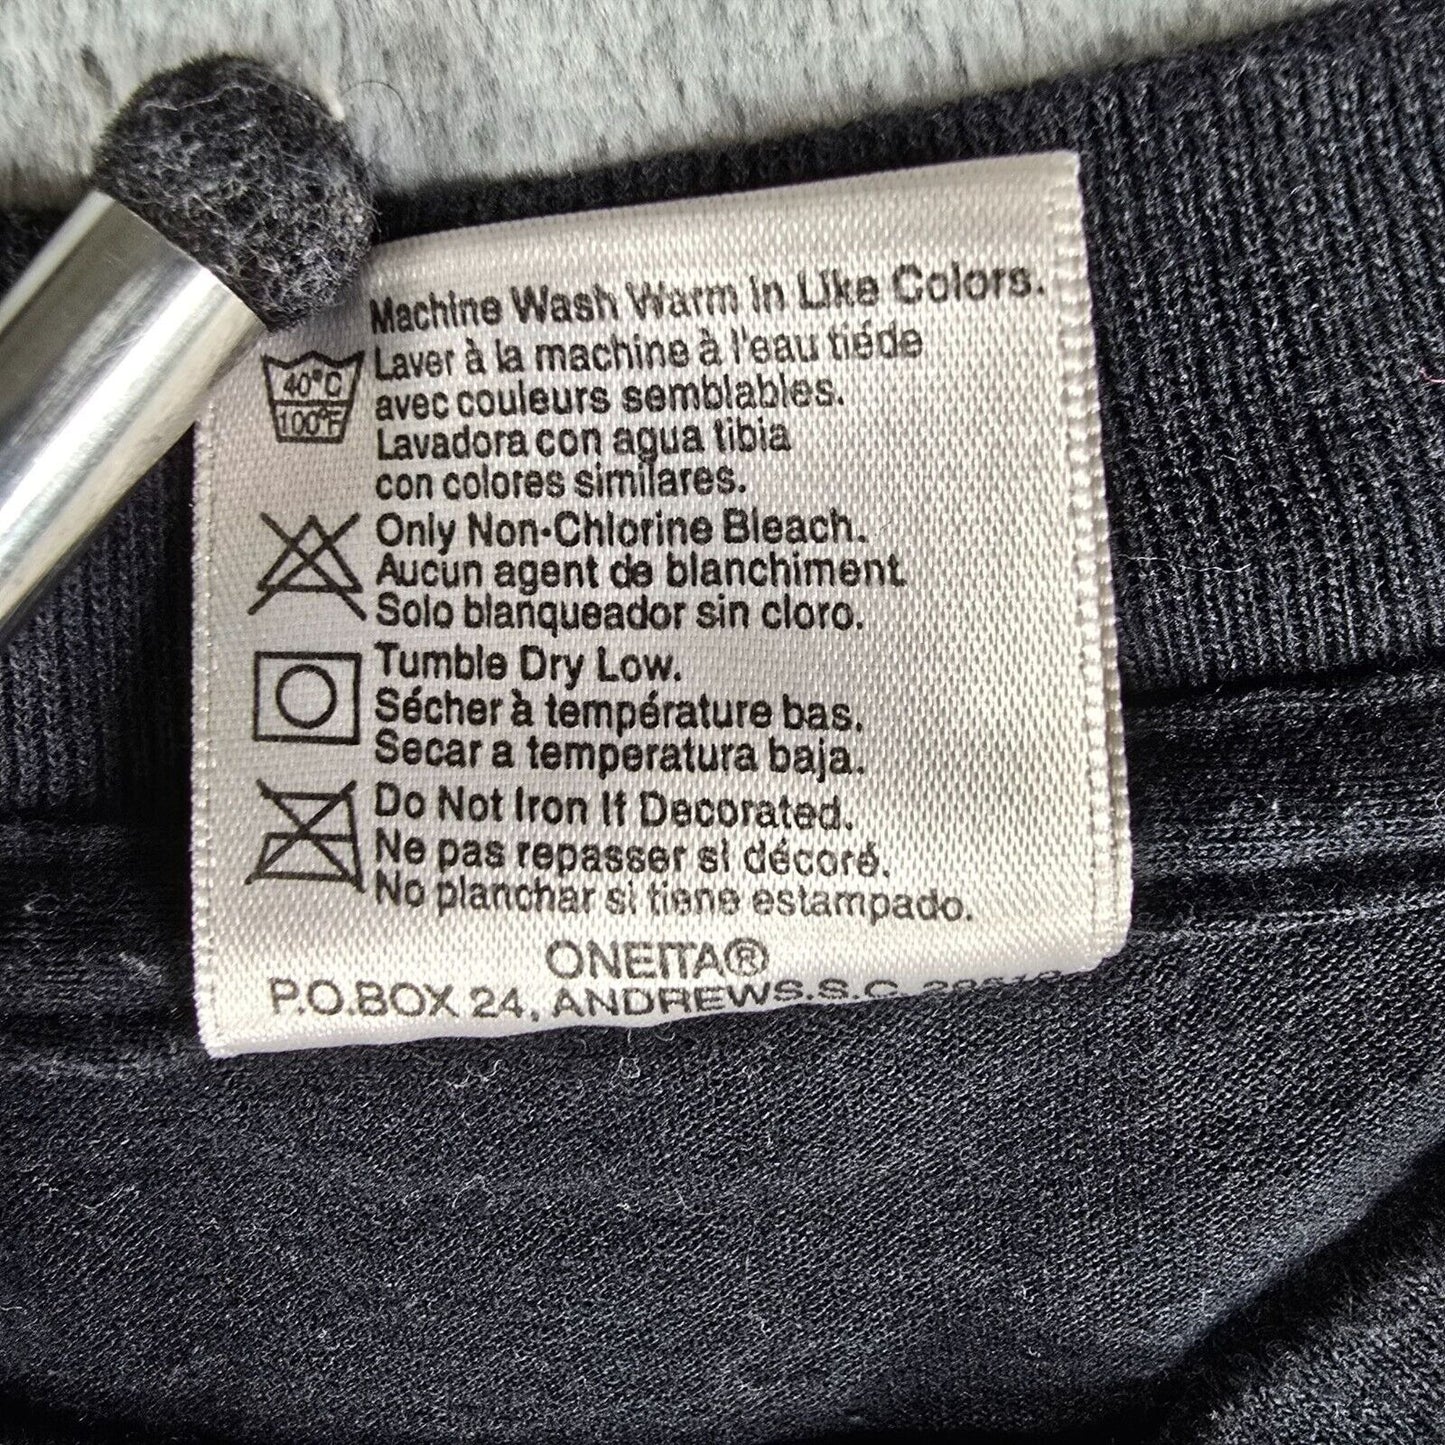 Machine Wash Warm In Like Colors.
40°C
100°F
Laver à la machine à l'eau tiéde
avec couleurs semblables.
Lavadora con agua tibia
con colores similares.
Only Non-Chlorine Bleach.
Aucun agent de blanchiment
Solo blanqueador sin cloro.
Tumble Dry Low.
Sécher à température bas.
Secar a temperatura baja.
Do Not Iron If Decorated.
Ne pas repasser si décoré.
No planchar si tiene estampado.
ONEITA®
P.O.BOX 24, ANDREWS.S.C.